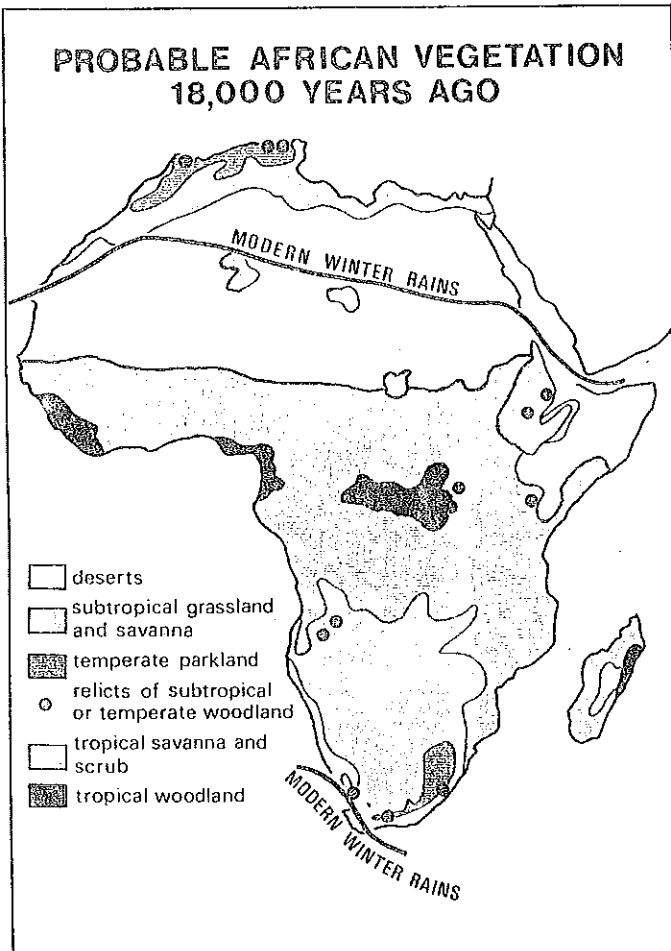 PROBABLE AFRICAN VEGETATION
18,000 YEARS AGO
MODERN WINTER RAINS
deserts
subtropical grassland
and savanna
temperate parkland
relicts of subtropical
or temperate woodland
tropical savanna and
scrub
tropical woodland
MODERN WINTER RAINS